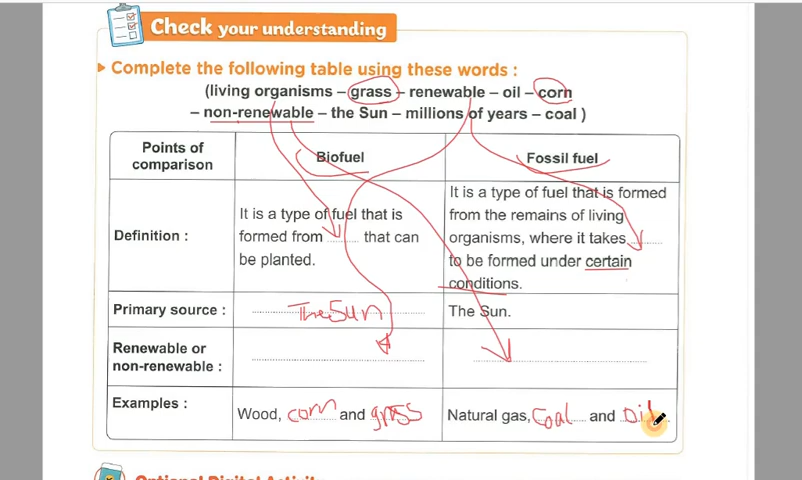 Check your understanding
Complete the following table using these words :
(living organisms – grass – renewable – oil – corn
– non-renewable – the Sun – millions of years – coal )
Points of comparison
Biofuel
Fossil fuel
Definition :
It is a type of fuel that is
formed from ........ that can
be planted.
It is a type of fuel that is formed
from the remains of living
organisms, where it takes ........
to be formed under certain
conditions.
Primary source :
The Sun
The Sun.
Renewable or
non-renewable :
Examples :
Wood, corn and grass
Natural gas, Coal and Oil
Optional Digital Activity